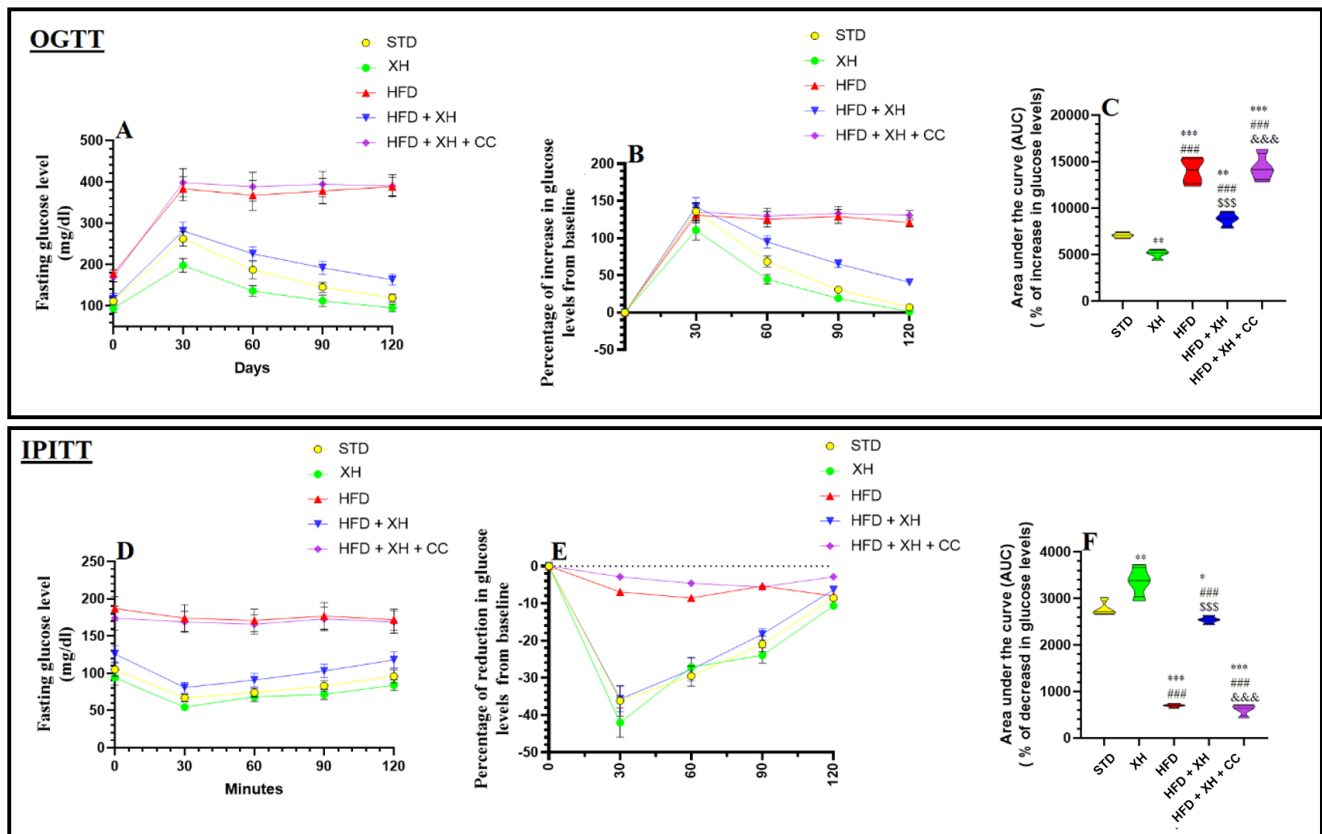 OGTT
STD
XH
HFD
HFD + XH
HFD + XH + CC
A
Fasting glucose level
(mg/dl)
500
400
300
200
100
0
30
60
90
120
Days
STD
XH
HFD
HFD + XH
HFD + XH + CC
B
Percentage of increase in glucose
levels from baseline
200
150
100
50
0
-50
30
60
90
120
C
Area under the curve (AUC)
( % of increase in glucose levels)
20000
15000
10000
5000
0
**
***
###
**
###
$$$
***
###
&&&
STD
XH
HFD
HFD + XH
HFD + XH + CC
IPITT
STD
XH
HFD
HFD + XH
HFD + XH + CC
D
Fasting glucose level
(mg/dl)
250
200
150
100
50
0
0
30
60
90
120
Minutes
STD
XH
HFD
HFD + XH
HFD + XH + CC
E
Percentage of reduction in glucose
levels from baseline
0
-10
-20
-30
-40
-50
0
30
60
90
120
F
Area under the curve (AUC)
( % of decreasd in glucose levels)
4000
3000
2000
1000
0
**
***
###
*
###
$$$
***
###
&&&
STD
XH
HFD
HFD + XH
HFD + XH + CC